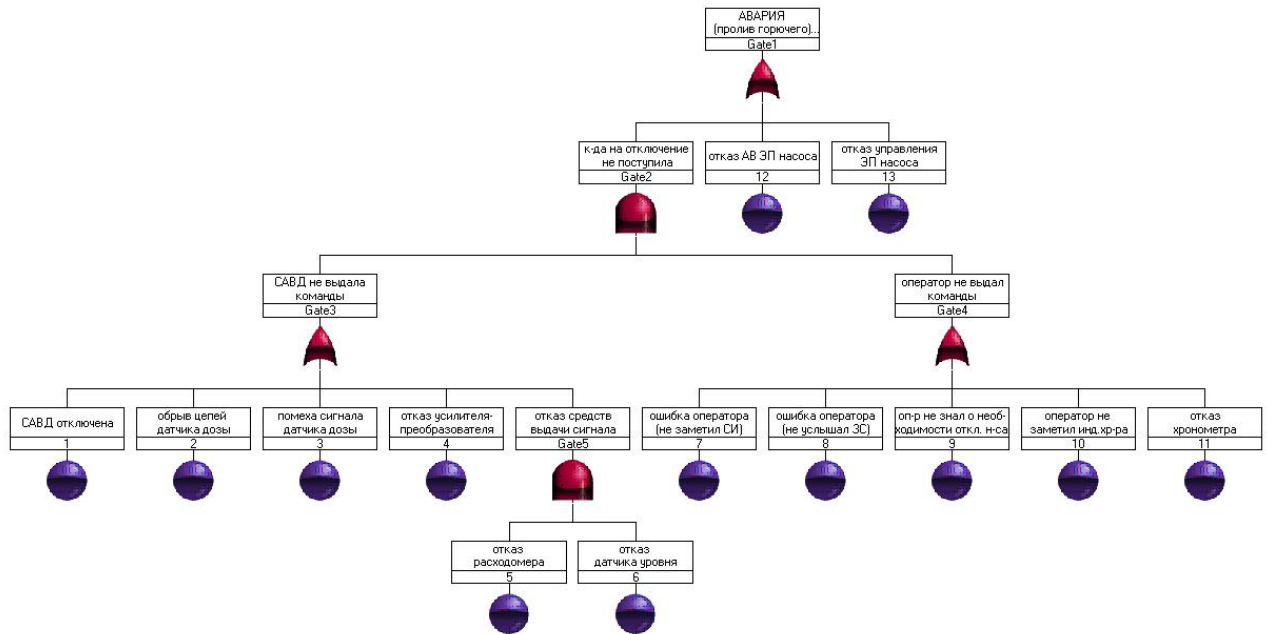 АВАРИЯ
(пролив горючего)...
Gate1
к-да на отключение
не поступила
Gate2
отказ АВ ЭП насоса
12
отказ управления
ЭП насоса
13
САВД не выдала
команды
Gate3
оператор не выдал
команды
Gate4
САВД отключена
1
обрыв цепей
датчика дозы
2
помеха сигнала
датчика дозы
3
отказ усилителя-
преобразователя
4
отказ средств
выдачи сигнала
Gate5
ошибка оператора
(не заметил СИ)
7
ошибка оператора
(не услышал ЗС)
8
оп-р не знал о необ-
ходимости откл. н-са
9
оператор не
заметил инд.хр-ра
10
отказ
хронометра
11
отказ
расходомера
5
отказ
датчика уровня
6